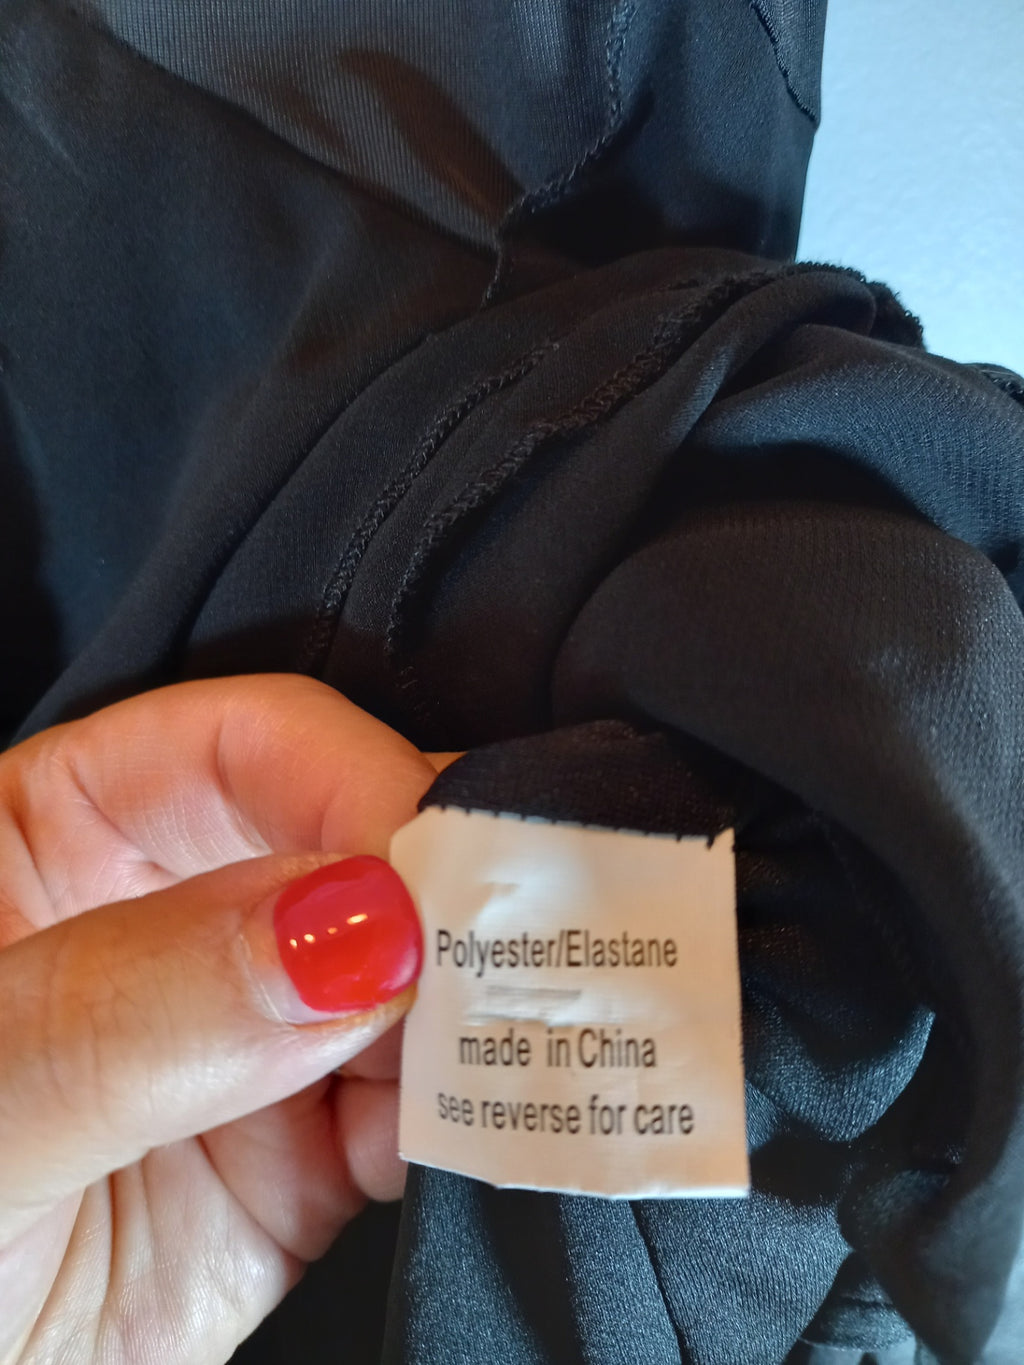 Polyester/Elastane
made in China
see reverse for care